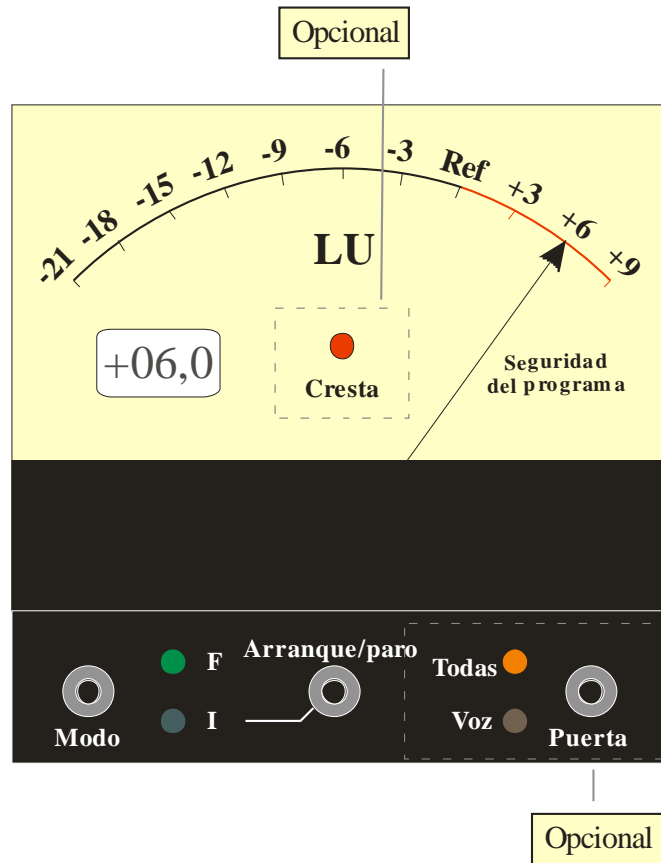 Opcional
-21 -18 -15 -12 -9 -6 -3 Ref +3 +6 +9
LU
+06,0
Cresta
Seguridad
del programa
F
Arranque/paro
Todas
I
Voz
Modo
Puerta
Opcional